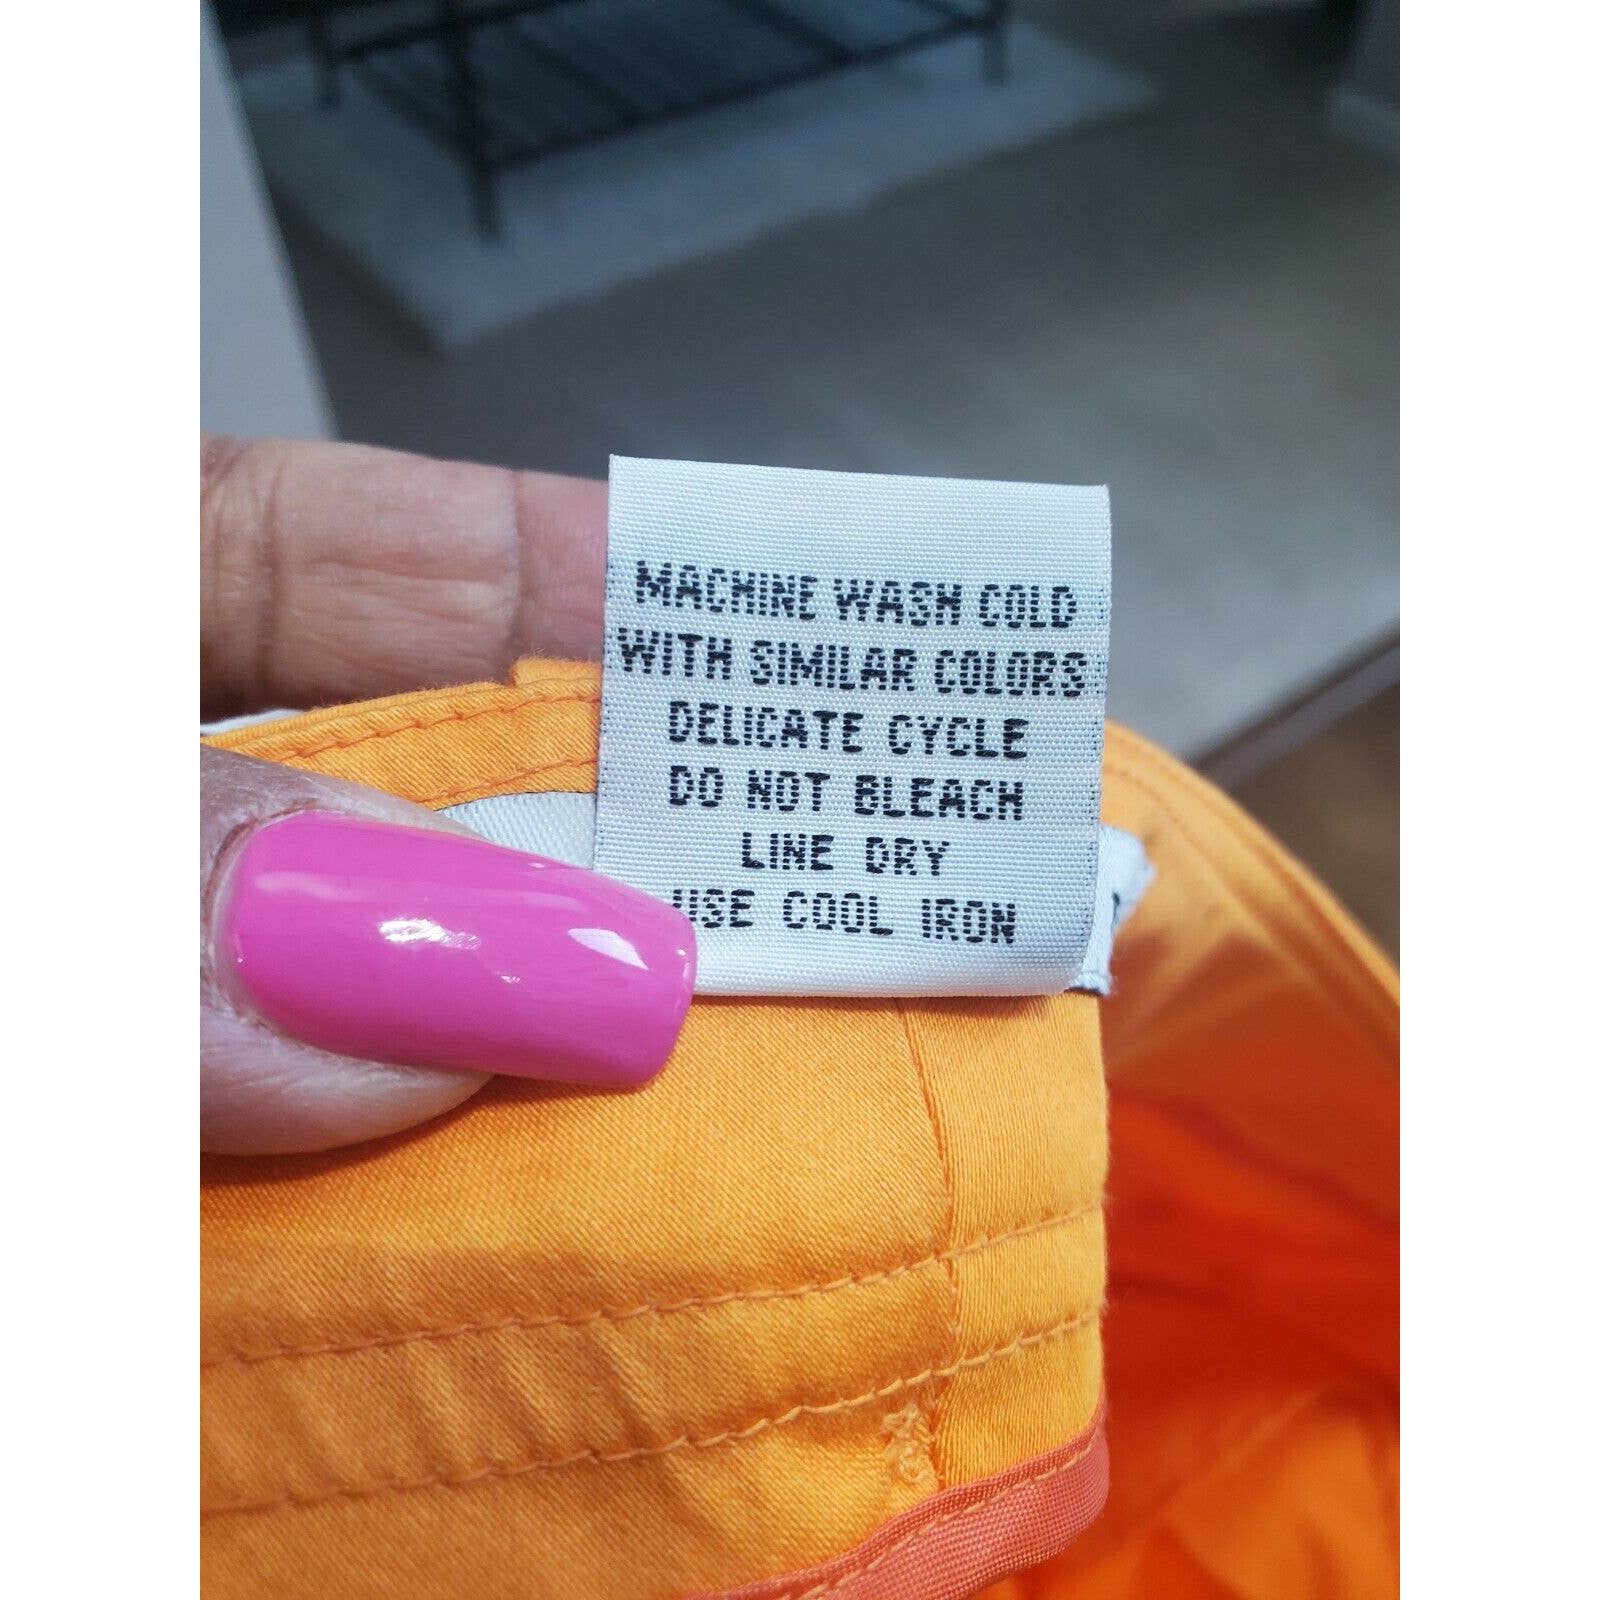 MACHINE WASH COLD
WITH SIMILAR COLORS
DELICATE CYCLE
DO NOT BLEACH
LINE DRY
USE COOL IRON